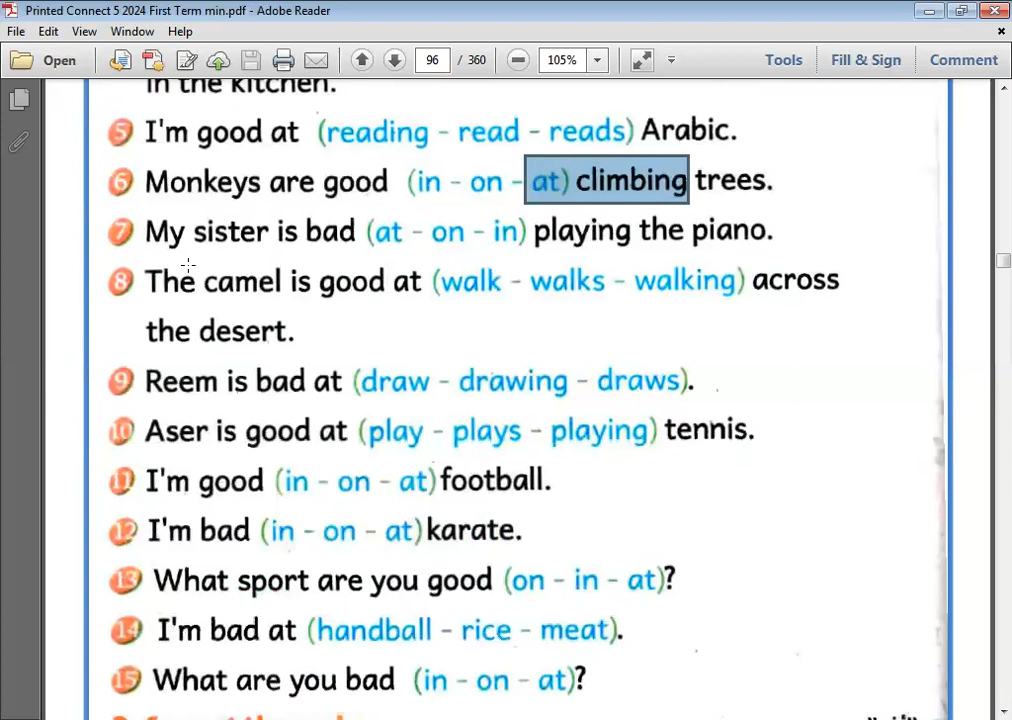 Printed Connect 5 2024 First Term min.pdf - Adobe Reader
File Edit View Window Help
Open 96 / 360 105% Tools Fill & Sign Comment
in the kitchen.
5 I'm good at (reading - read - reads) Arabic.
6 Monkeys are good (in - on - at) climbing trees.
7 My sister is bad (at - on - in) playing the piano.
8 The camel is good at (walk - walks - walking) across
the desert.
9 Reem is bad at (draw - drawing - draws).
10 Aser is good at (play - plays - playing) tennis.
11 I'm good (in - on - at) football.
12 I'm bad (in - on - at) karate.
13 What sport are you good (on - in - at)?
14 I'm bad at (handball - rice - meat).
15 What are you bad (in - on - at)?